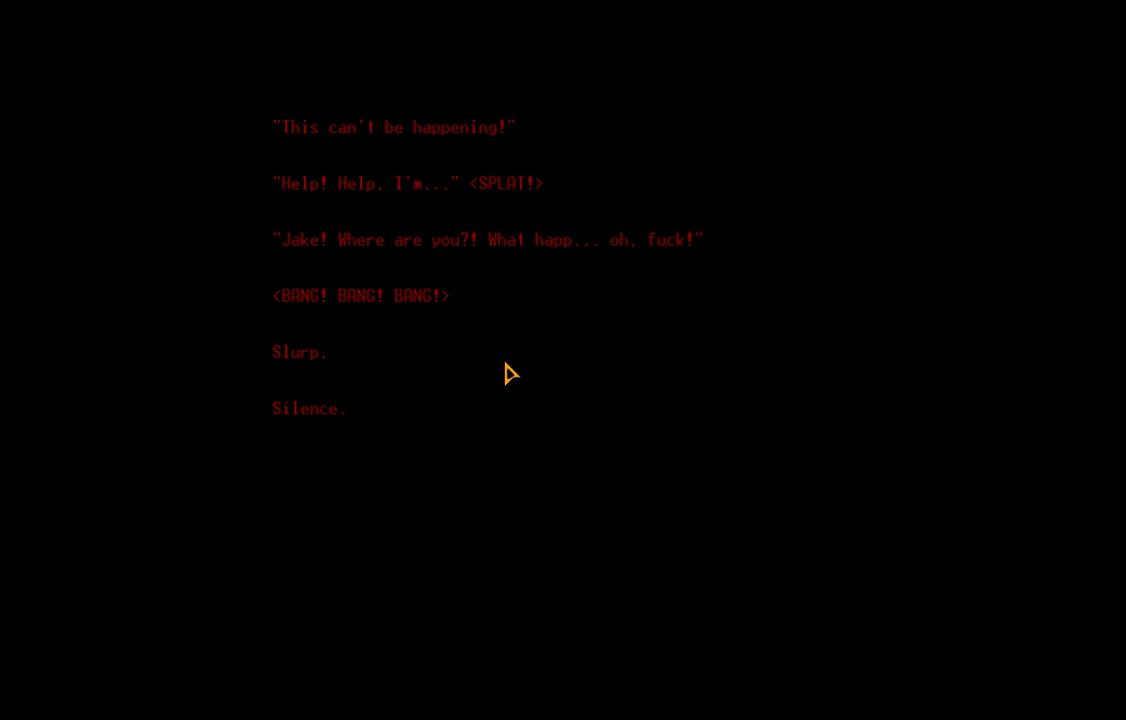 "This can't be happening!"
"Help! Help, I'm..." <SPLAT!>
"Jake! Where are you?! What happ... oh, fuck!"
<BANG! BANG! BANG!>
Slurp.
Silence.